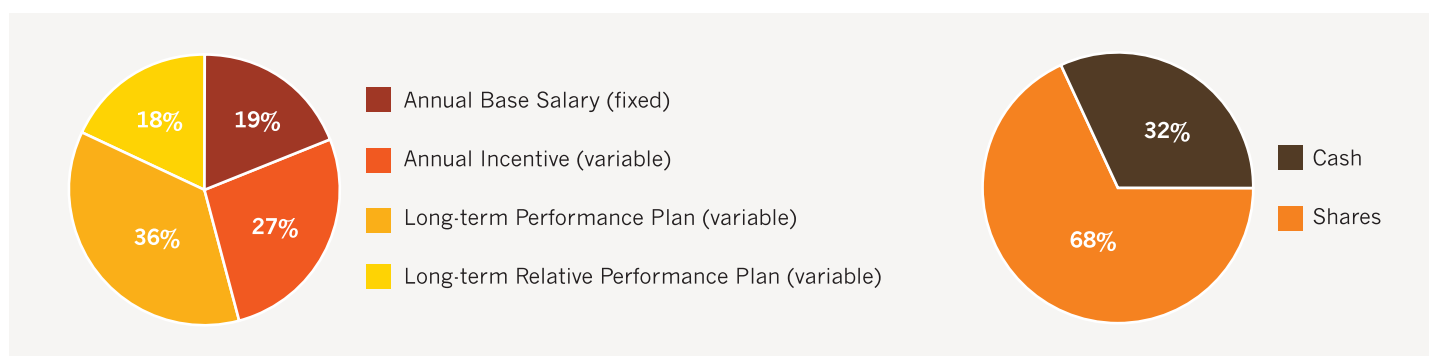 18%
19%
36%
27%
Annual Base Salary (fixed)
Annual Incentive (variable)
Long-term Performance Plan (variable)
Long-term Relative Performance Plan (variable)
32%
68%
Cash
Shares